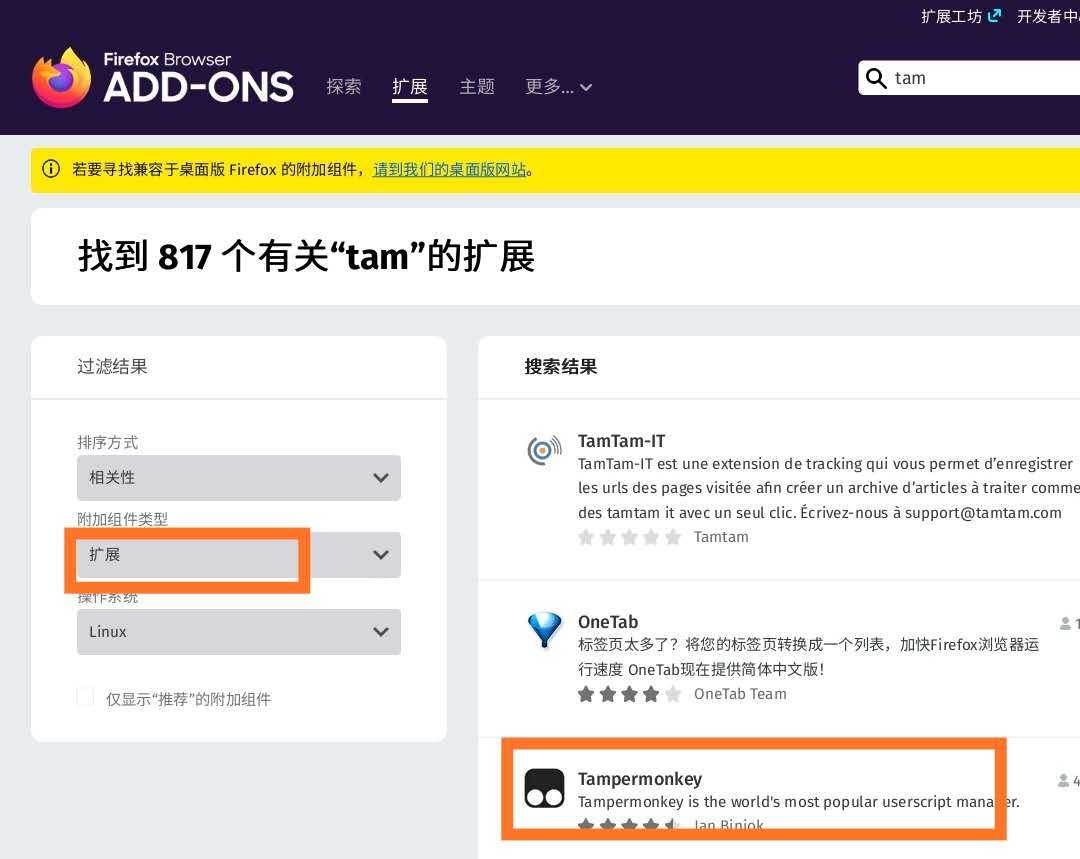 扩展工坊 开发者中
Firefox Browser
ADD-ONS
探索 扩展 主题 更多...
tam
若要寻找兼容于桌面版 Firefox 的附加组件，请到我们的桌面版网站。
找到 817 个有关“tam”的扩展
过滤结果
排序方式
相关性
附加组件类型
扩展
操作系统
Linux
仅显示“推荐”的附加组件
搜索结果
TamTam-IT
TamTam-IT est une extension de tracking qui vous permet d’enregistrer
les urls des pages visitée afin créer un archive d’articles à traiter comme
des tamtam it avec un seul clic. Écrivez-nous à support@tamtam.com
Tamtam
OneTab
1
标签页太多了？将您的标签页转换成一个列表，加快Firefox浏览器运
行速度 OneTab现在提供简体中文版！
OneTab Team
Tampermonkey
4
Tampermonkey is the world's most popular userscript manager.
Jan Biniok